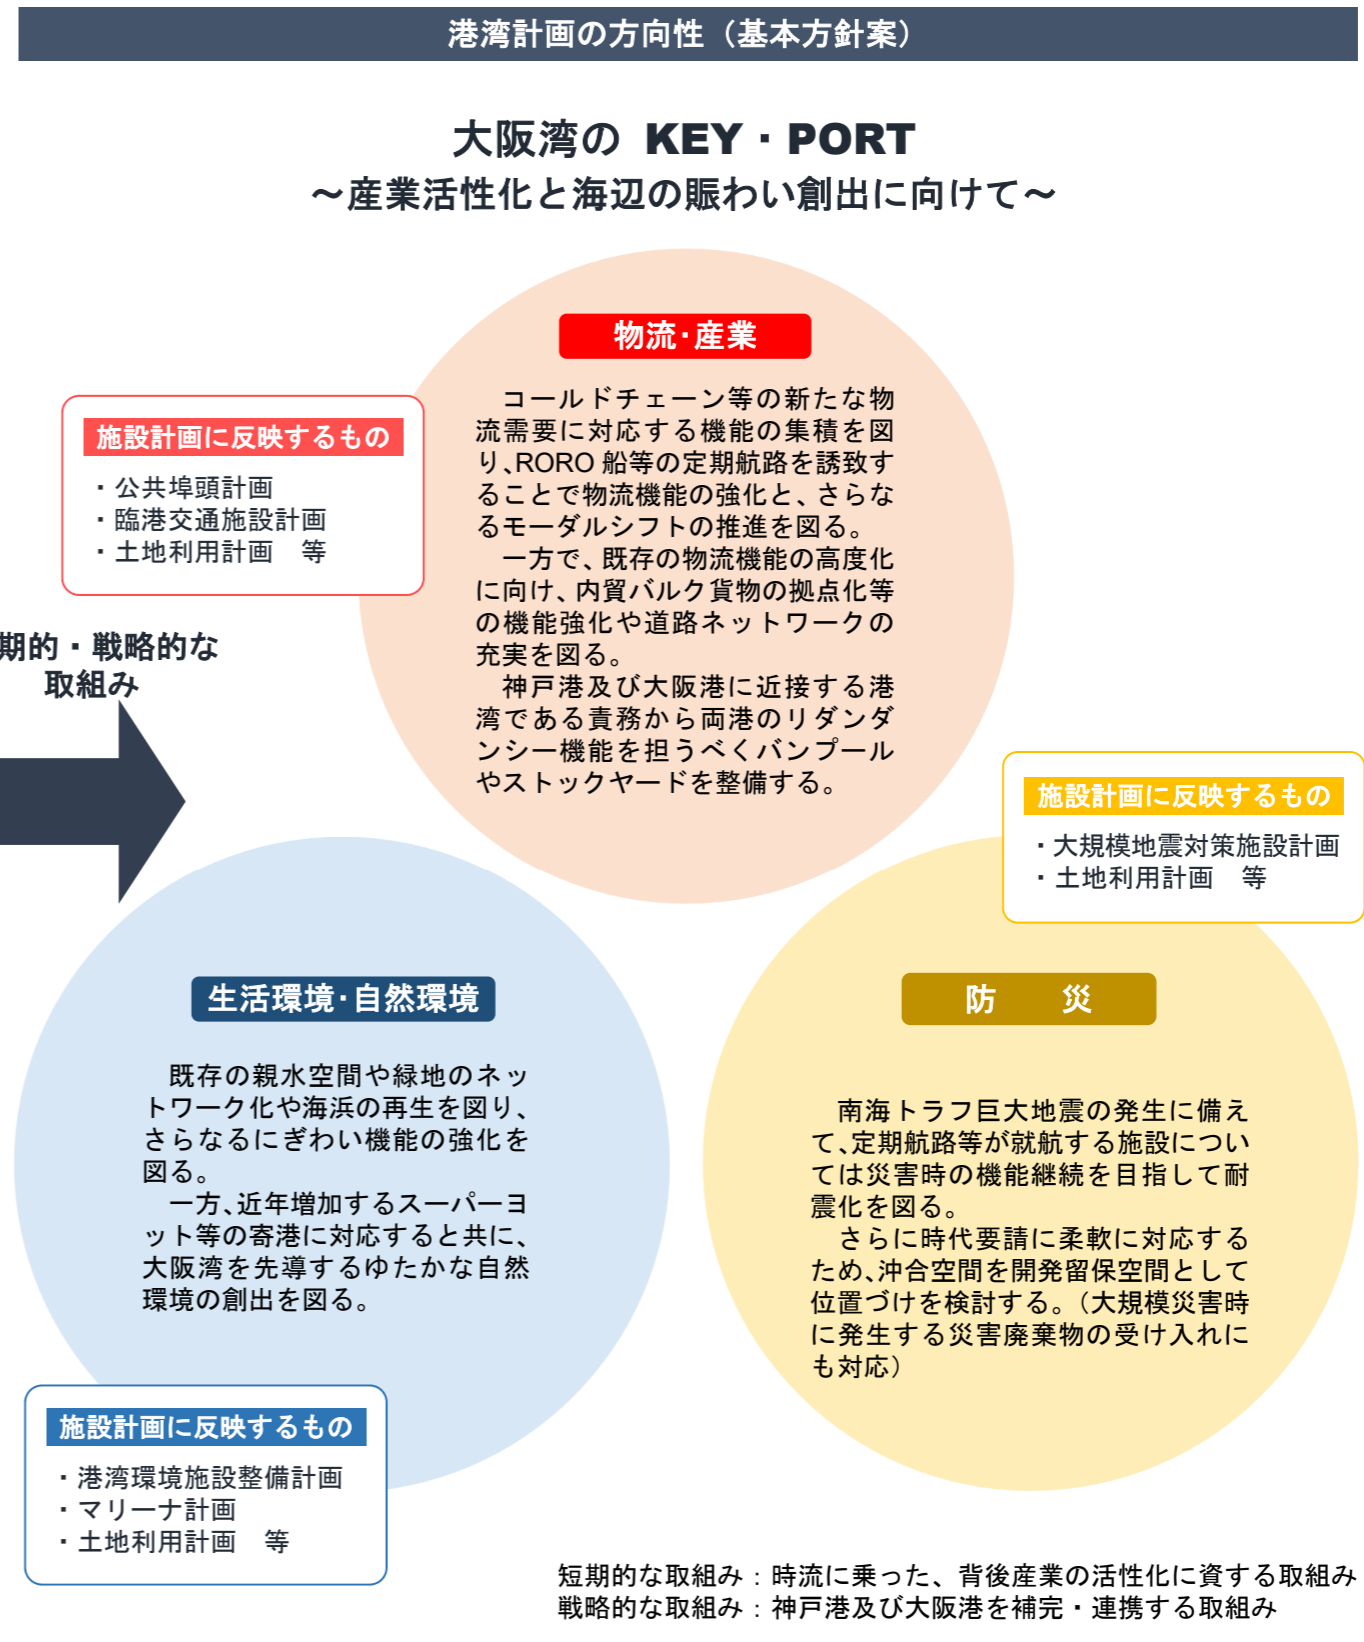 港湾計画の方向性（基本方針案）
大阪湾の KEY・PORT
～産業活性化と海辺の賑わい創出に向けて～
物流・産業
コールドチェーン等の新たな物
流需要に対応する機能の集積を図
り、RORO 船等の定期航路を誘致す
ることで物流機能の強化と、さらな
るモーダルシフトの推進を図る。
一方で、既存の物流機能の高度化
に向け、内貿バルク貨物の拠点化等
の機能強化や道路ネットワークの
充実を図る。
神戸港及び大阪港に近接する港
湾である責務から両港のリダンダ
ンシー機能を担うべくバンプール
やストックヤードを整備する。
施設計画に反映するもの
・公共埠頭計画
・臨港交通施設計画
・土地利用計画　等
期的・戦略的な
取組み
施設計画に反映するもの
・大規模地震対策施設計画
・土地利用計画　等
生活環境・自然環境
既存の親水空間や緑地のネッ
トワーク化や海浜の再生を図り、
さらなるにぎわい機能の強化を
図る。
一方、近年増加するスーパーヨ
ット等の寄港に対応すると共に、
大阪湾を先導するゆたかな自然
環境の創出を図る。
施設計画に反映するもの
・港湾環境施設整備計画
・マリーナ計画
・土地利用計画　等
防　災
南海トラフ巨大地震の発生に備え
て、定期航路等が就航する施設につい
ては災害時の機能継続を目指して耐
震化を図る。
さらに時代要請に柔軟に対応する
ため、沖合空間を開発留保空間として
位置づけを検討する。（大規模災害時
に発生する災害廃棄物の受け入れに
も対応）
短期的な取組み：時流に乗った、背後産業の活性化に資する取組み
戦略的な取組み：神戸港及び大阪港を補完・連携する取組み